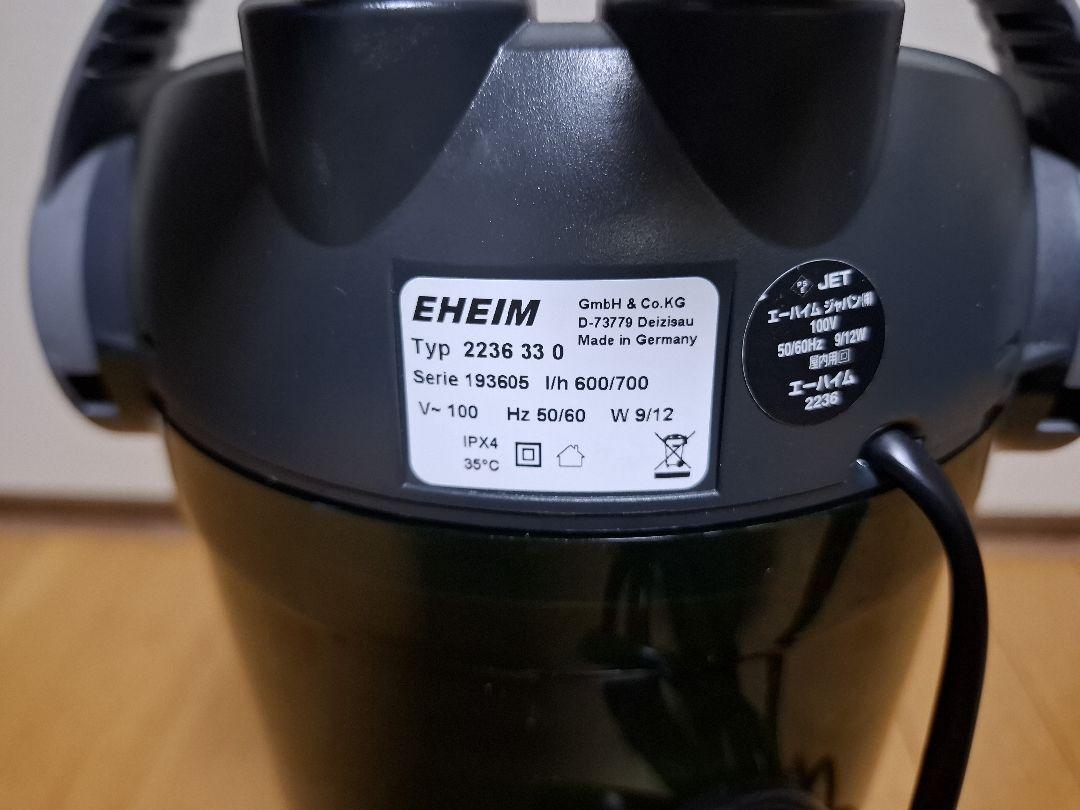 EHEIM
GmbH & Co.KG
D-73779 Deizisau
Made in Germany
Typ 2236 33 0
Serie 193605 l/h 600/700
V~ 100 Hz 50/60 W 9/12
IPX4
35°C
JET
エーハイム ジャパン(株)
100V
50/60Hz 9/12W
屋内用
エーハイム
2236